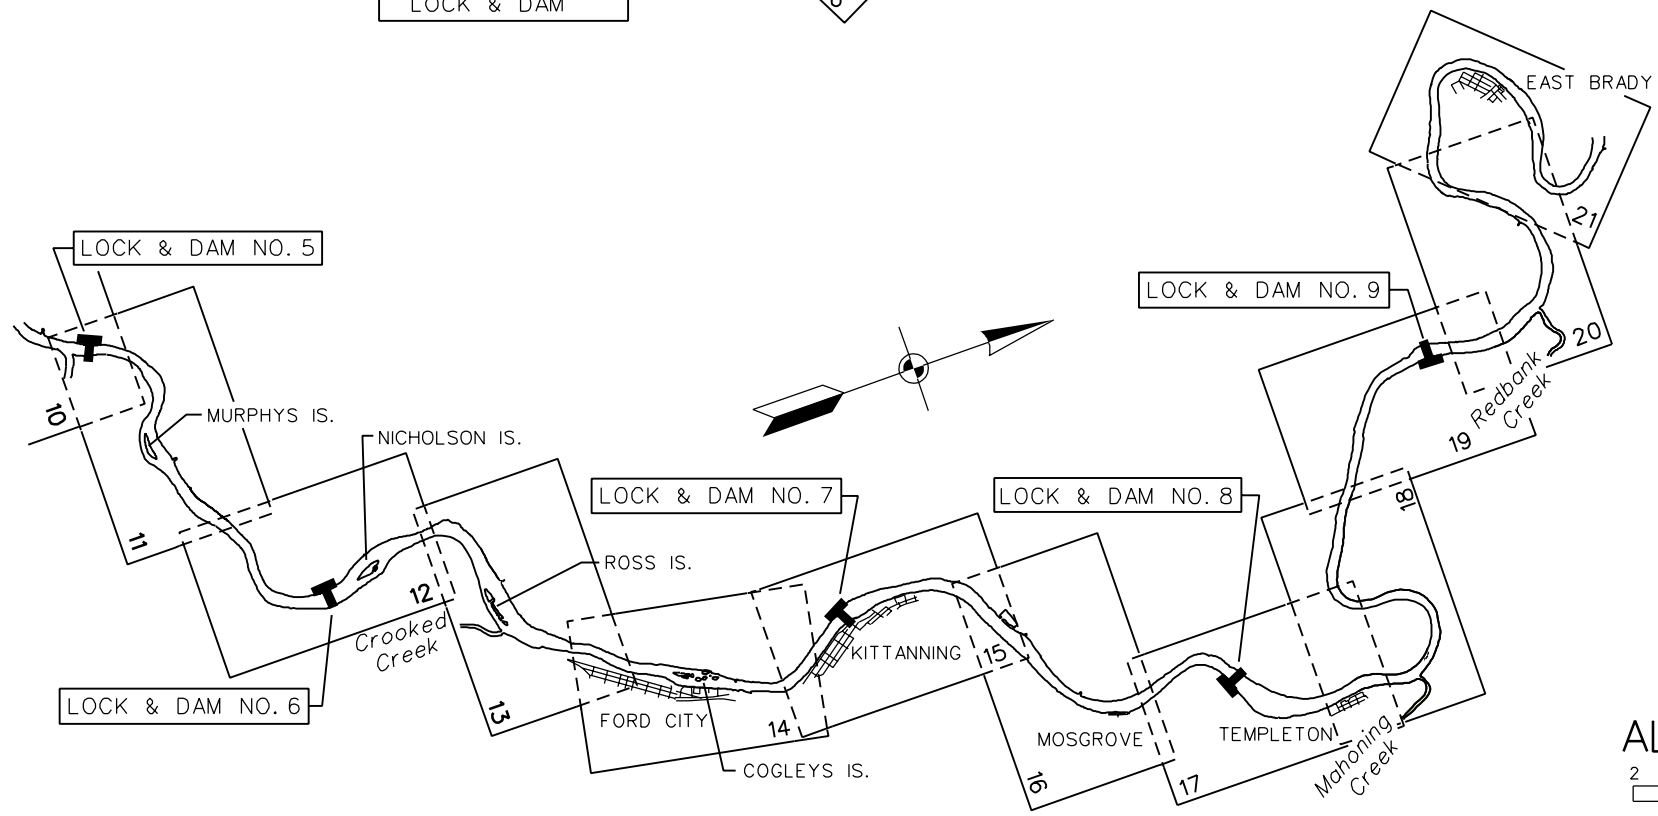 LOCK & DAM
EAST BRADY
21
LOCK & DAM NO. 5
LOCK & DAM NO. 9
20
Redbank
Creek
10
MURPHYS IS.
19
NICHOLSON IS.
LOCK & DAM NO. 7
LOCK & DAM NO. 8
18
11
ROSS IS.
12
Crooked
Creek
KITTANNING
15
LOCK & DAM NO. 6
13
FORD CITY
14
MOSGROVE
TEMPLETON
Mahoning
Creek
COGLEYS IS.
16
17
2